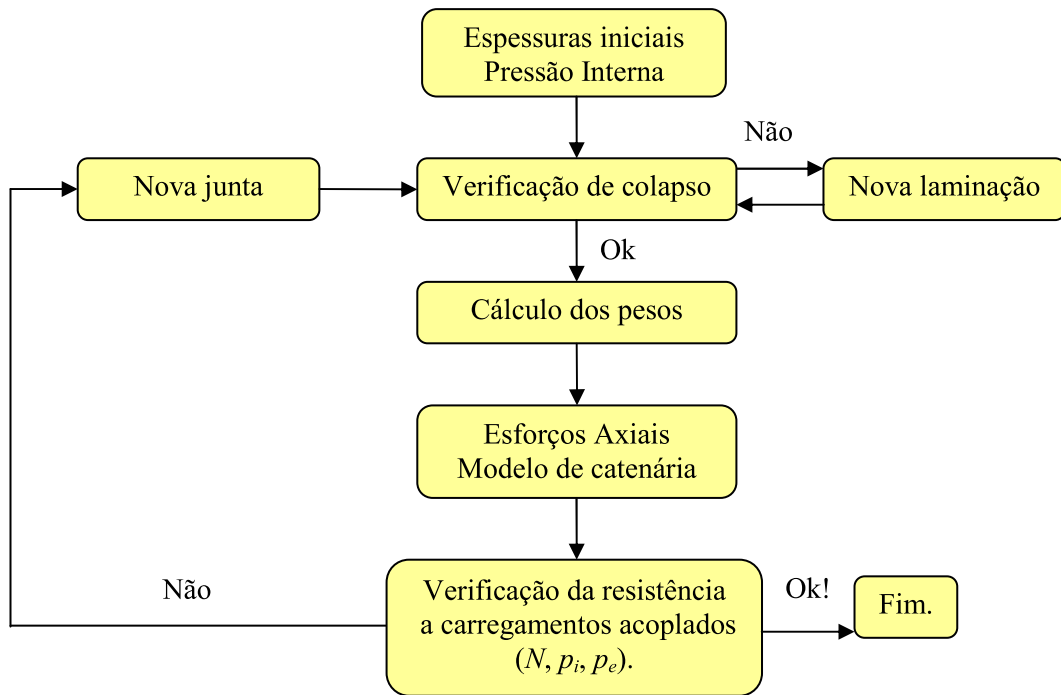 Espessuras iniciais
Pressão Interna
Não
Nova junta
Verificação de colapso
Nova laminação
Ok
Cálculo dos pesos
Esforços Axiais
Modelo de catenária
Não
Verificação da resistência
a carregamentos acoplados
(N, pᵢ, pₑ).
Ok!
Fim.